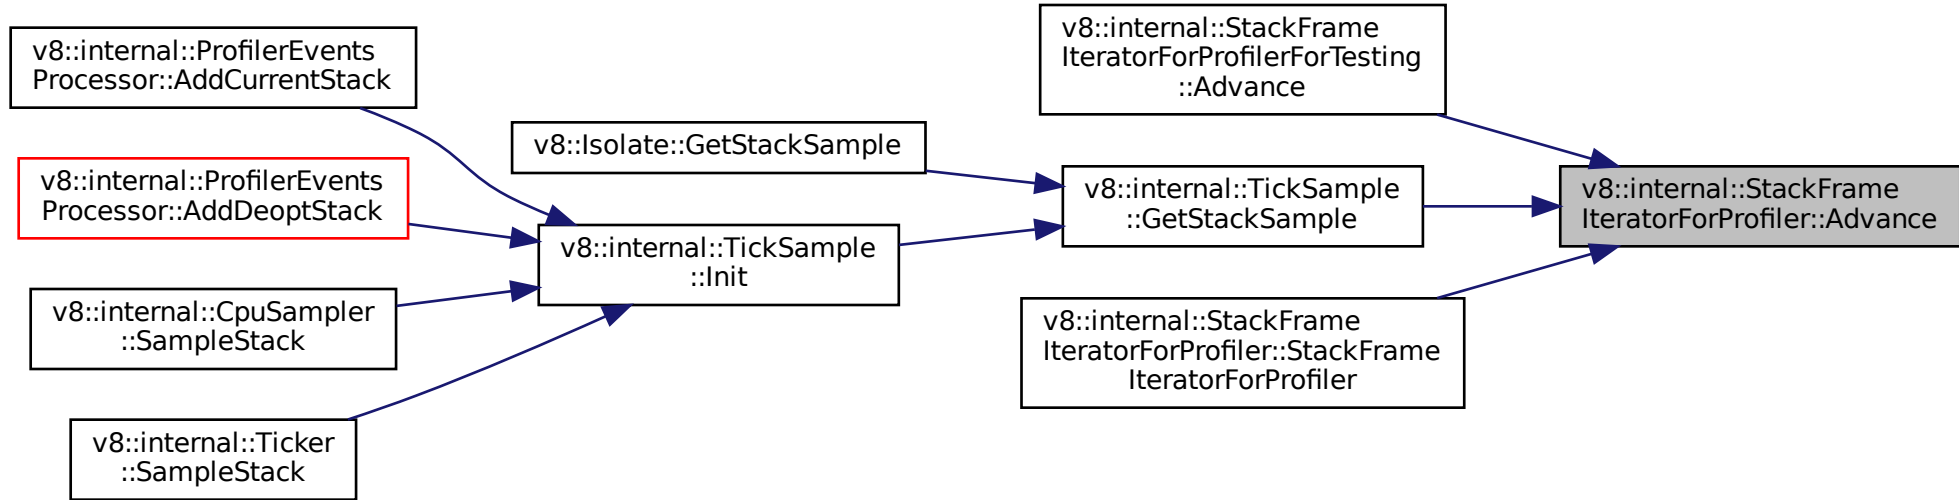 v8::internal::ProfilerEvents
Processor::AddCurrentStack
v8::internal::ProfilerEvents
Processor::AddDeoptStack
v8::internal::CpuSampler
::SampleStack
v8::internal::Ticker
::SampleStack
v8::Isolate::GetStackSample
v8::internal::TickSample
::Init
v8::internal::StackFrame
IteratorForProfilerForTesting
::Advance
v8::internal::TickSample
::GetStackSample
v8::internal::StackFrame
IteratorForProfiler::StackFrame
IteratorForProfiler
v8::internal::StackFrame
IteratorForProfiler::Advance